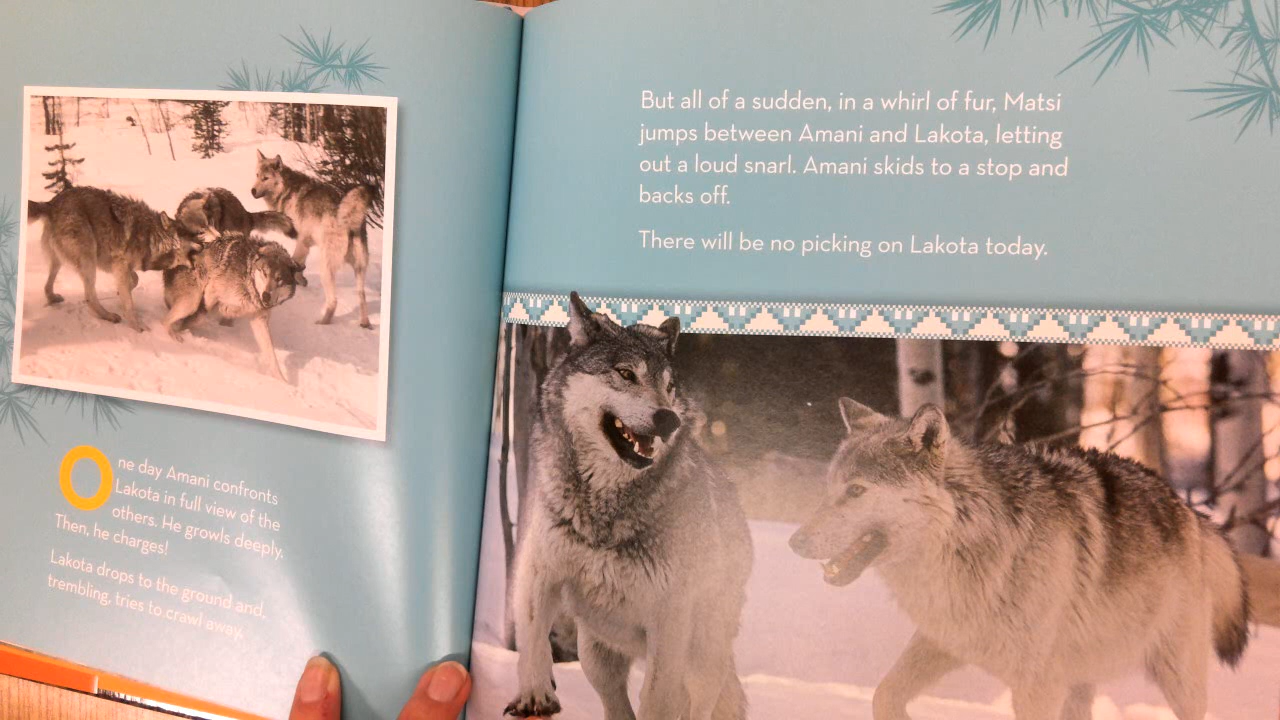 One day Amani confronts
Lakota in full view of the
others. He growls deeply.
Then, he charges!
Lakota drops to the ground and,
trembling, tries to crawl away.
But all of a sudden, in a whirl of fur, Matsi
jumps between Amani and Lakota, letting
out a loud snarl. Amani skids to a stop and
backs off.
There will be no picking on Lakota today.